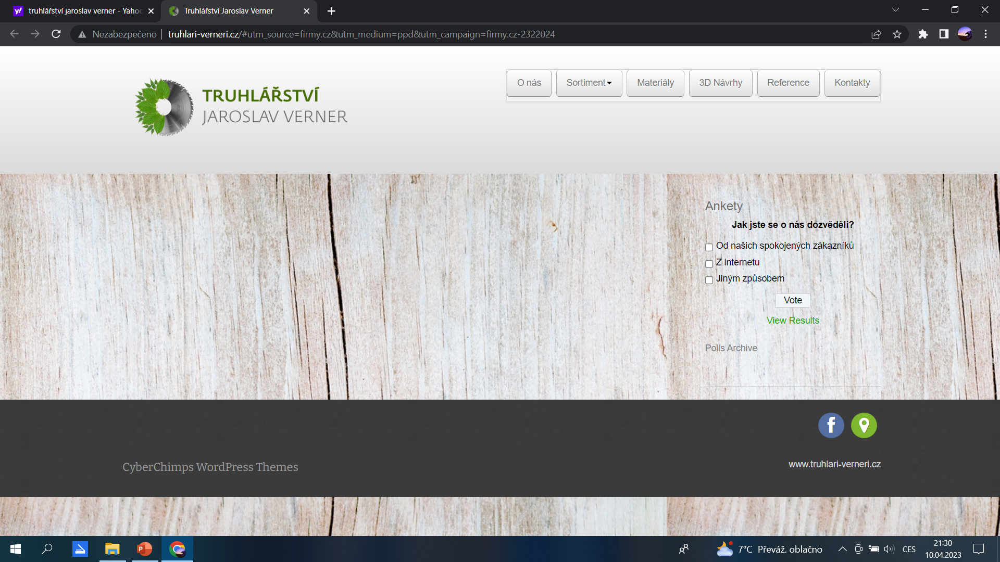 truhlářství jaroslav verner - Yahoo
Truhlářství Jaroslav Verner
Nezabezpečeno
truhlari-verneri.cz/#utm_source=firmy.cz&utm_medium=ppd&utm_campaign=firmy.cz-2322024
TRUHLÁŘSTVÍ
JAROSLAV VERNER
O nás
Sortiment
Materiály
3D Návrhy
Reference
Kontakty
Ankety
Jak jste se o nás dozvěděli?
Od našich spokojených zákazníků
Z internetu
Jiným způsobem
Vote
View Results
Polls Archive
CyberChimps WordPress Themes
www.truhlari-verneri.cz
7°C Převáž. oblačno
CES
21:30
10.04.2023